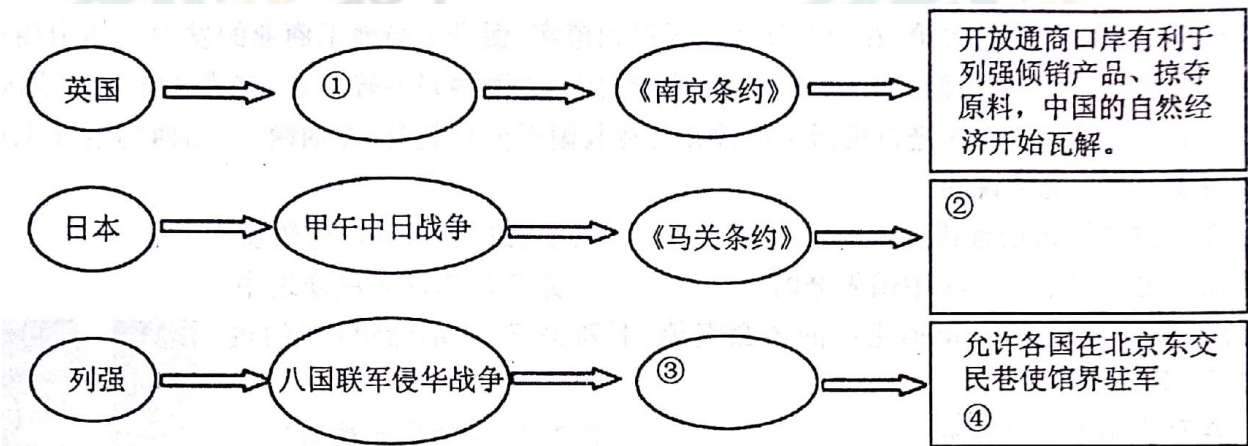 英国
①
《南京条约》
开放通商口岸有利于
列强倾销产品、掠夺
原料，中国的自然经
济开始瓦解。
日本
甲午中日战争
《马关条约》
②
列强
八国联军侵华战争
③
允许各国在北京东交
民巷使馆界驻军
④